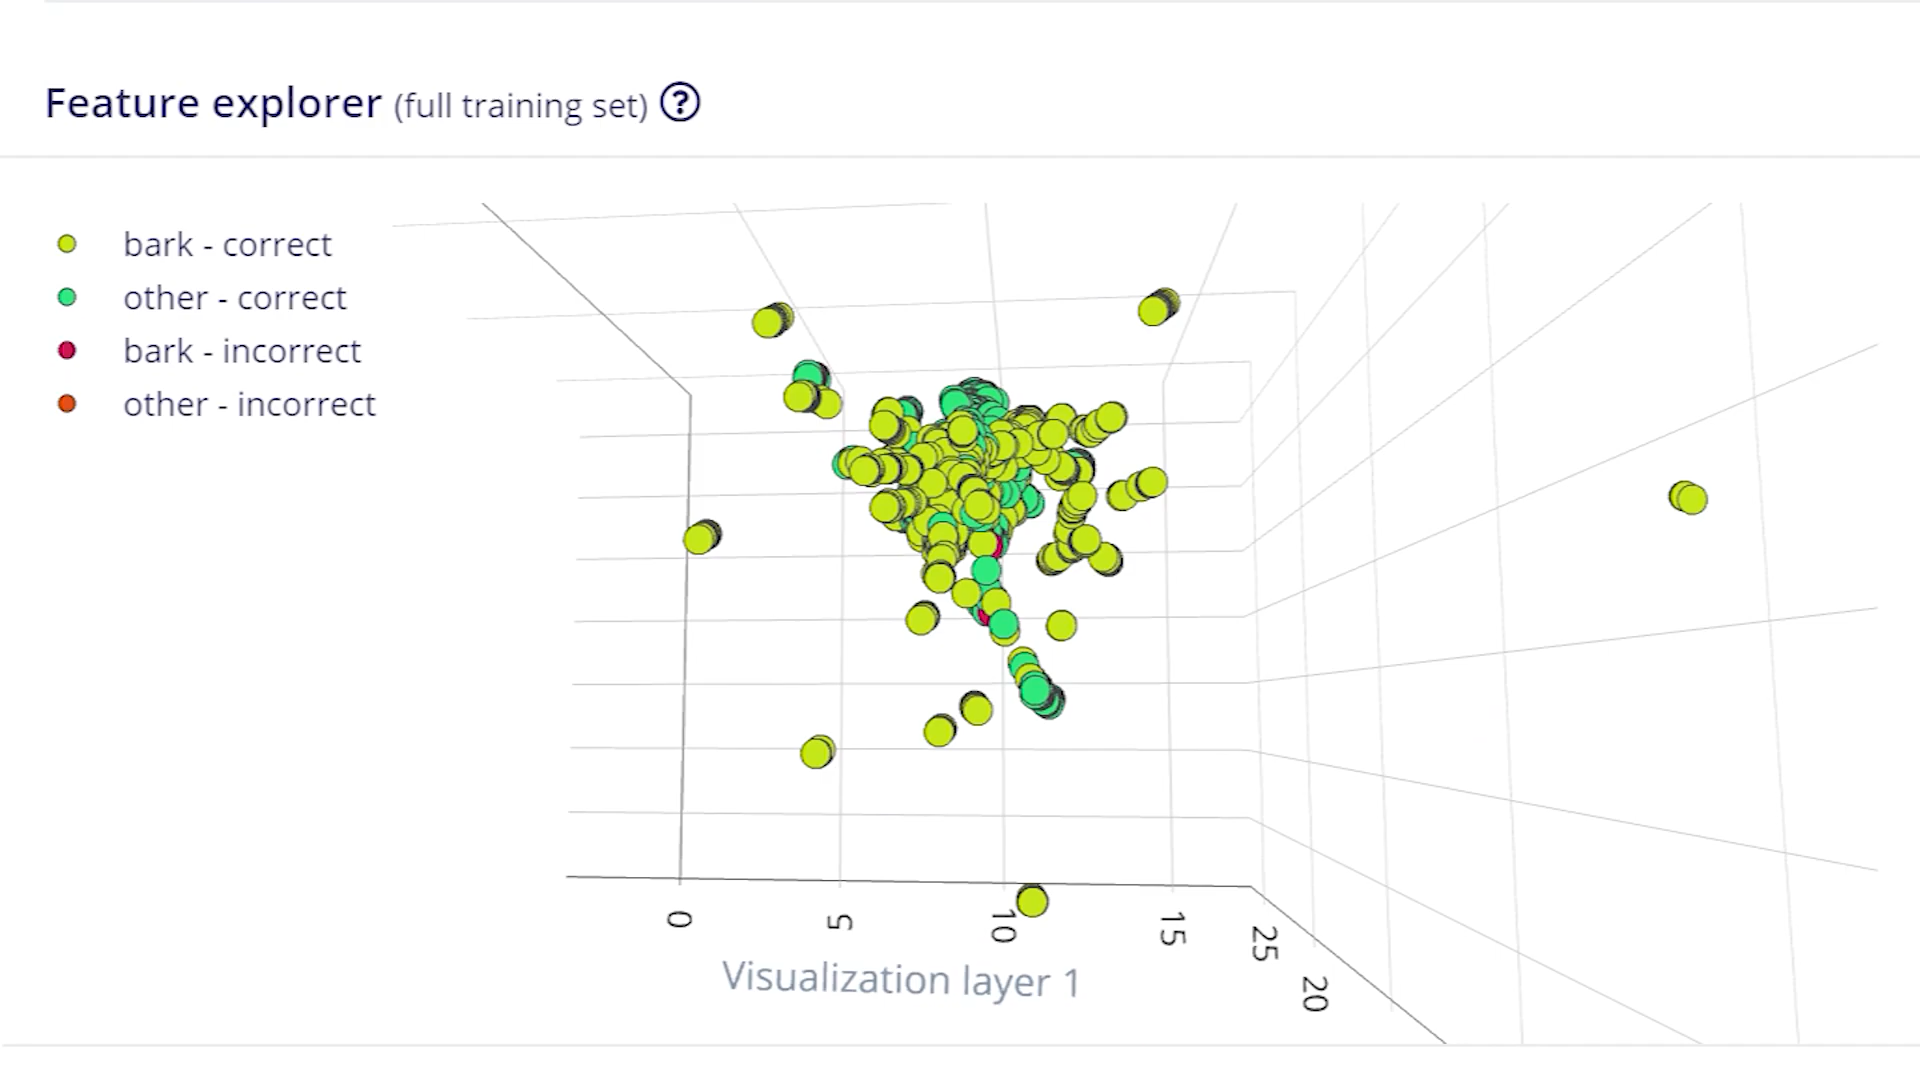 Feature explorer (full training set) ?
bark - correct
other - correct
bark - incorrect
other - incorrect
0
5
10
15
25
20
Visualization layer 1